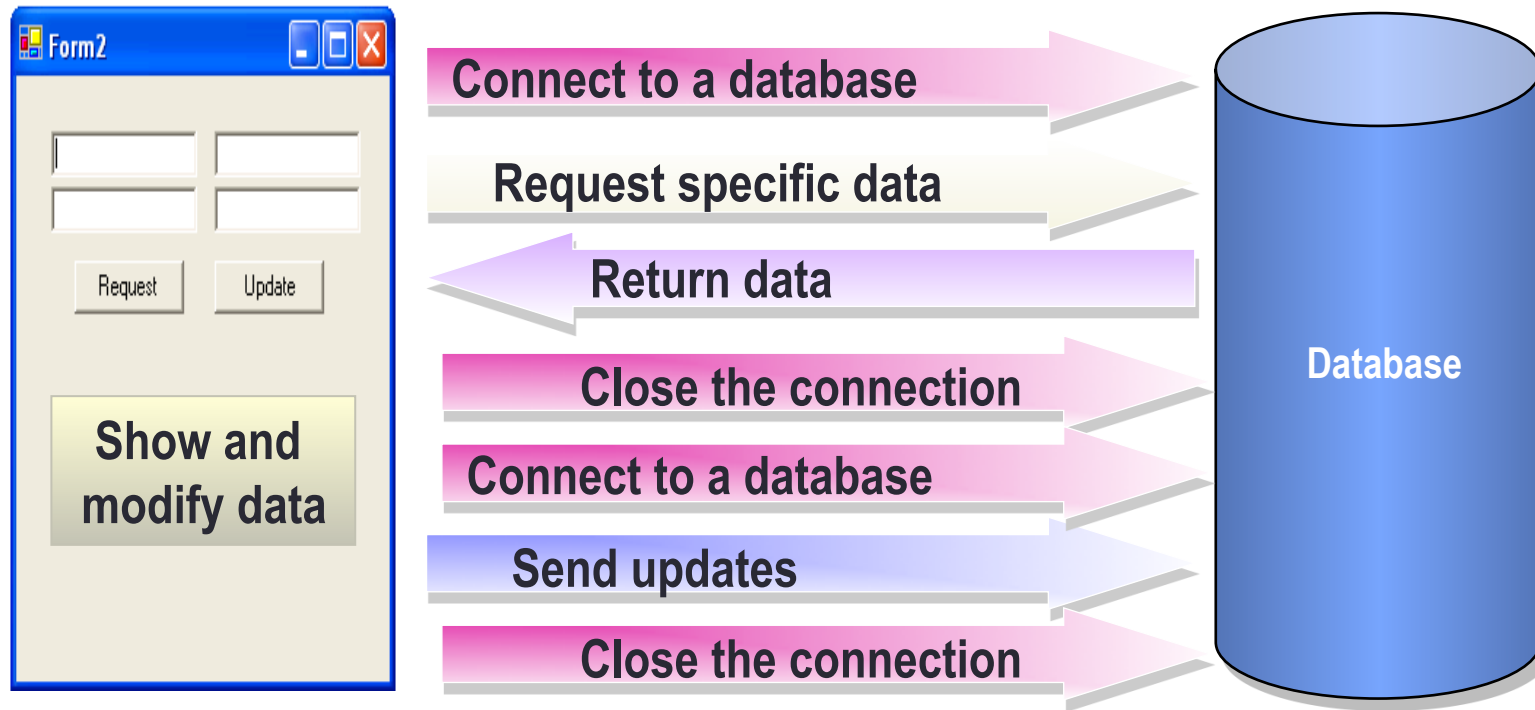 Form2
Request Update
Show and
modify data
Connect to a database
Request specific data
Return data
Close the connection
Connect to a database
Send updates
Close the connection
Database